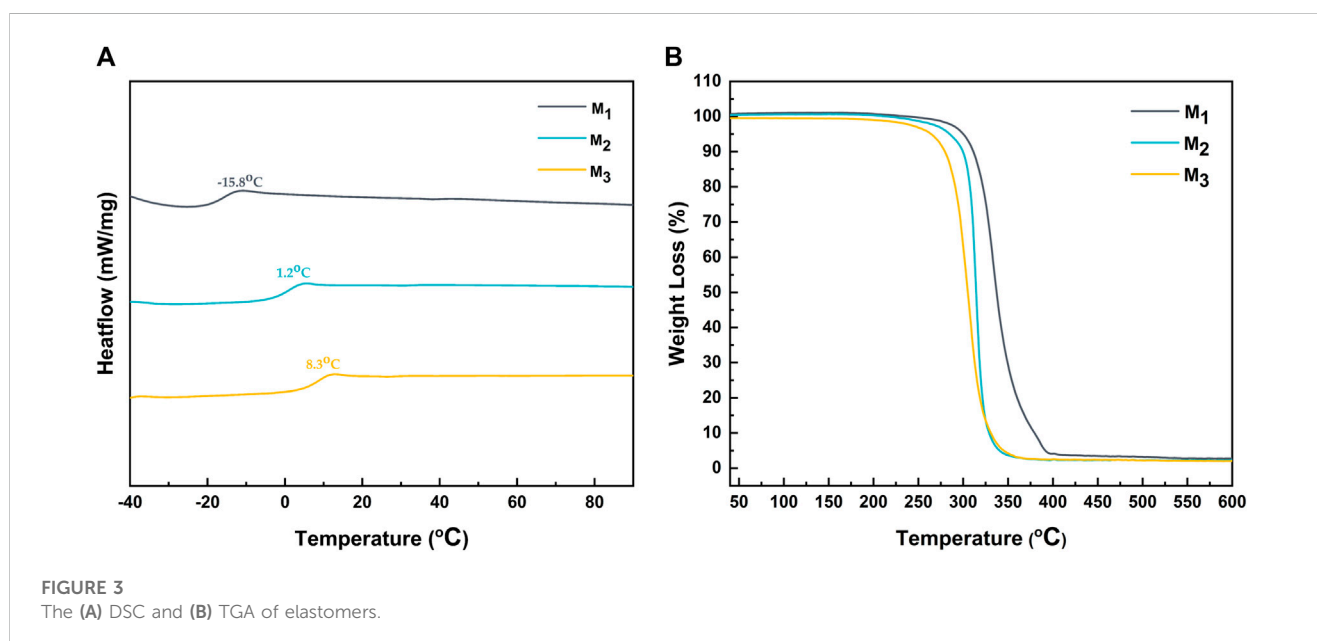 A
M1
M2
M3
-15.8°C
1.2°C
8.3°C
Heatflow (mW/mg)
-40 -20 0 20 40 60 80
Temperature (°C)
B
110
100
90
80
70
60
50
40
30
20
10
0
M1
M2
M3
Weight Loss (%)
50 100 150 200 250 300 350 400 450 500 550 600
Temperature (°C)
FIGURE 3
The (A) DSC and (B) TGA of elastomers.